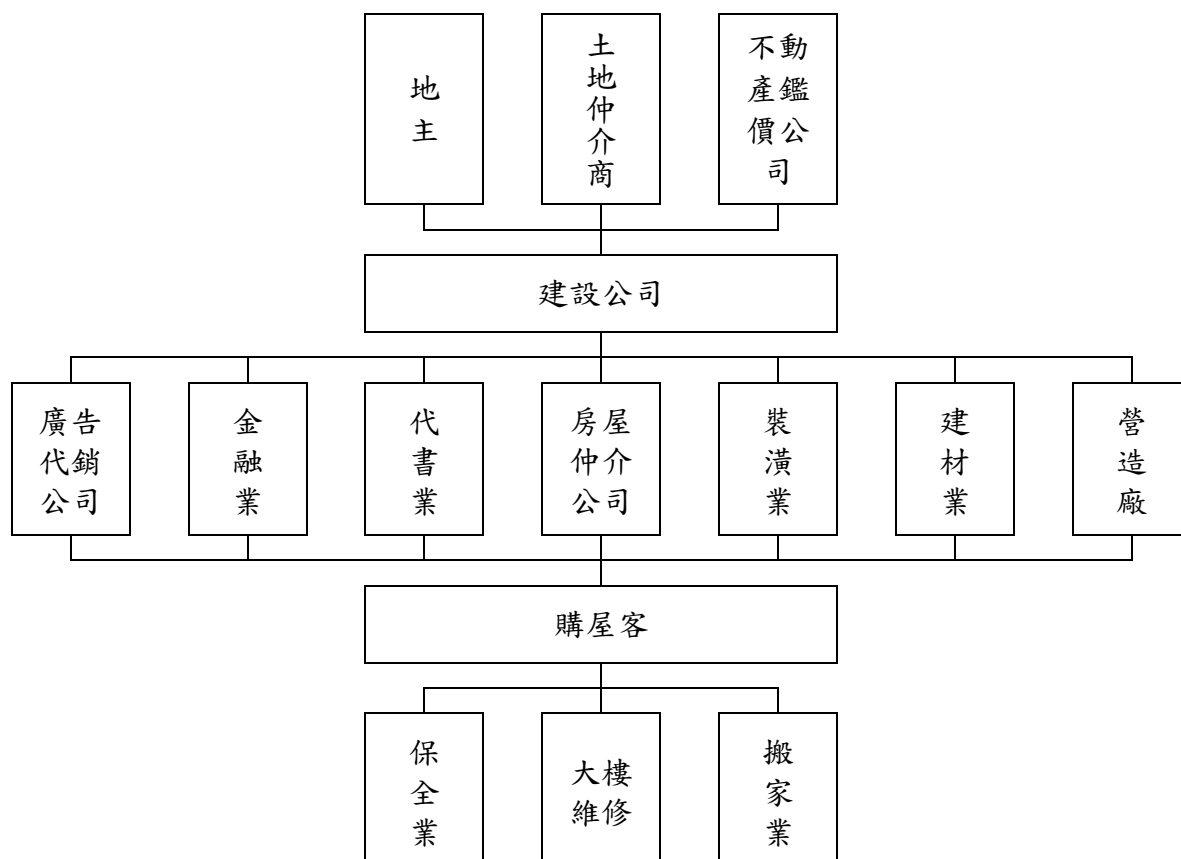 地
主
土
地
仲
介
商
不動
產鑑
價公
司
建設公司
廣告
代銷
公司
金
融
業
代
書
業
房屋
仲介
公司
裝
潢
業
建
材
業
營
造
廠
購屋客
保
全
業
大樓
維修
搬
家
業